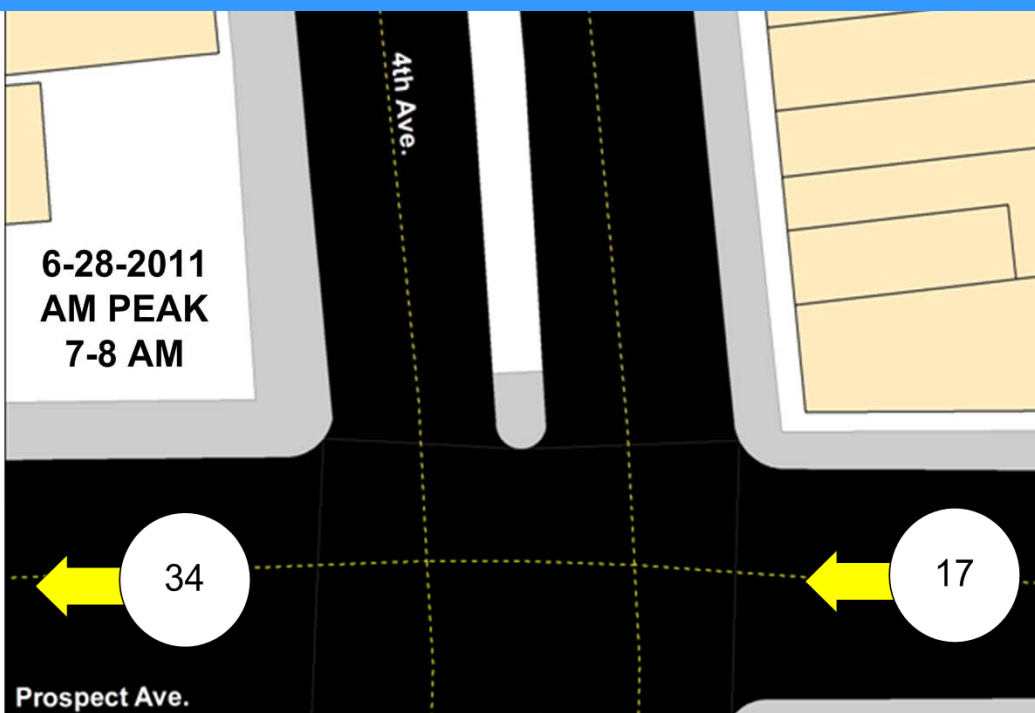 4th Ave.
6-28-2011
AM PEAK
7-8 AM
34
17
Prospect Ave.